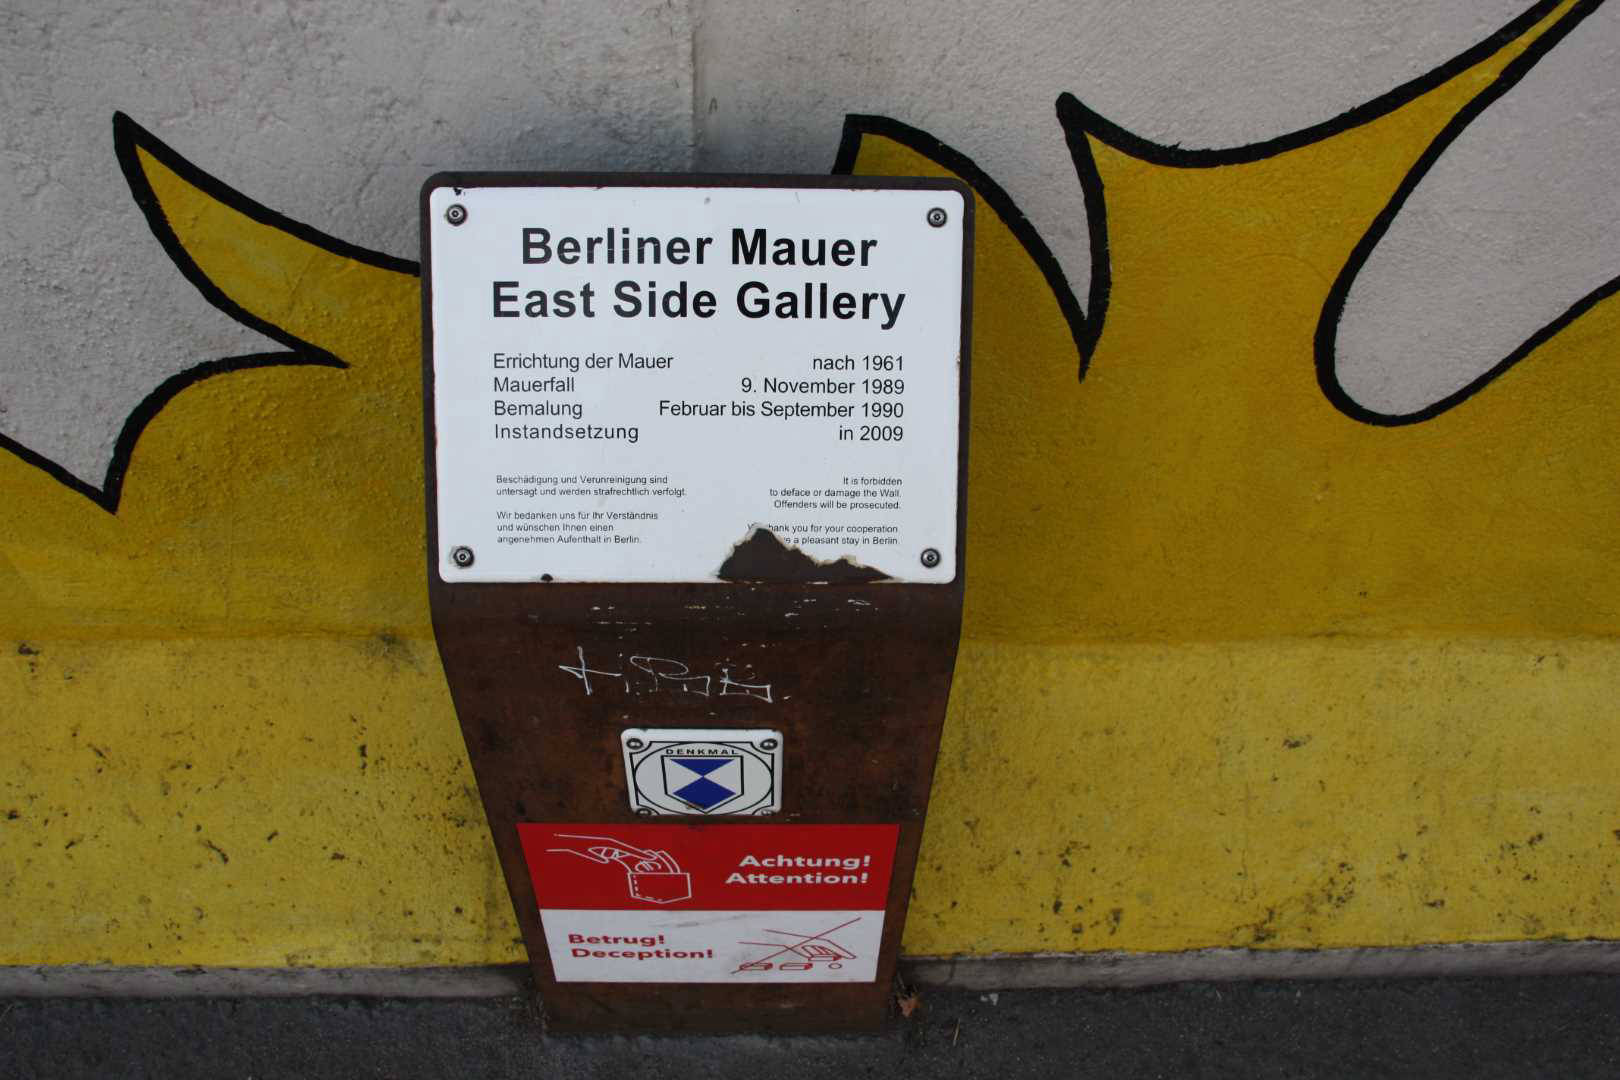 Berliner Mauer
East Side Gallery
Errichtung der Mauer nach 1961
Mauerfall 9. November 1989
Bemalung Februar bis September 1990
Instandsetzung in 2009
Beschädigung und Verunreinigung sind
untersagt und werden strafrechtlich verfolgt.
Wir bedanken uns für Ihr Verständnis
und wünschen Ihnen einen
angenehmen Aufenthalt in Berlin.
It is forbidden
to deface or damage the Wall.
Offenders will be prosecuted.
you for your cooperation
a pleasant stay in Berlin.
DENKMAL
Achtung!
Attention!
Betrug!
Deception!